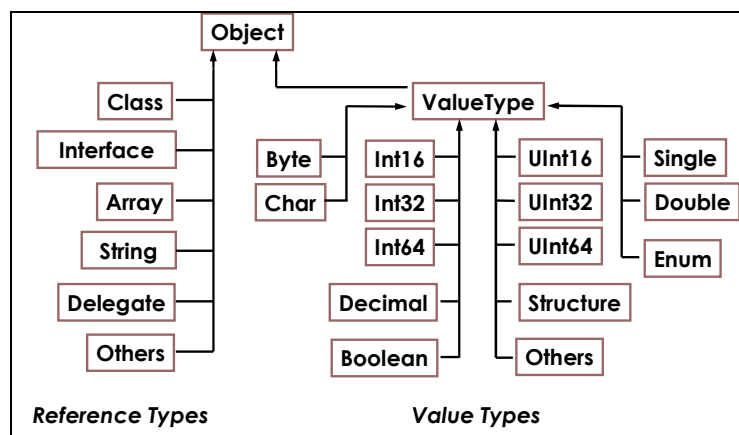 Object
Class
Interface
Array
String
Delegate
Others
Reference Types
ValueType
Byte
Char
Int16
Int32
Int64
Decimal
Boolean
UInt16
UInt32
UInt64
Structure
Others
Single
Double
Enum
Value Types